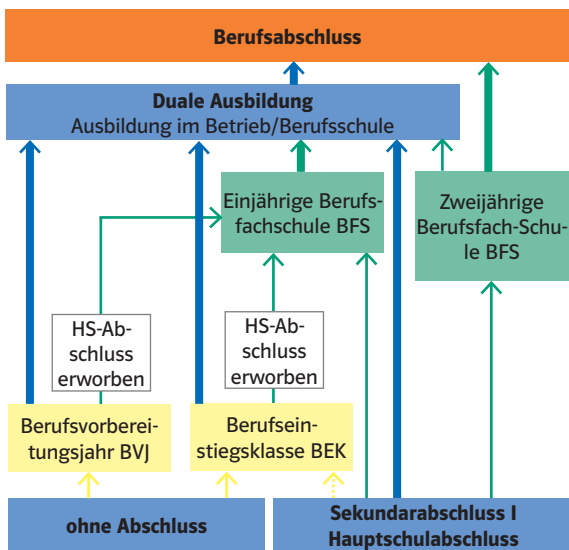 Berufsabschluss
Duale Ausbildung
Ausbildung im Betrieb/Berufsschule
Einjährige Berufs-
fachschule BFS
Zweijährige
Berufsfach-Schu-
le BFS
HS-Ab-
schluss
erworben
HS-Ab-
schluss
erworben
Berufsvorberei-
tungsjahr BVJ
Berufsein-
stiegsklasse BEK
ohne Abschluss
Sekundarabschluss I
Hauptschulabschluss